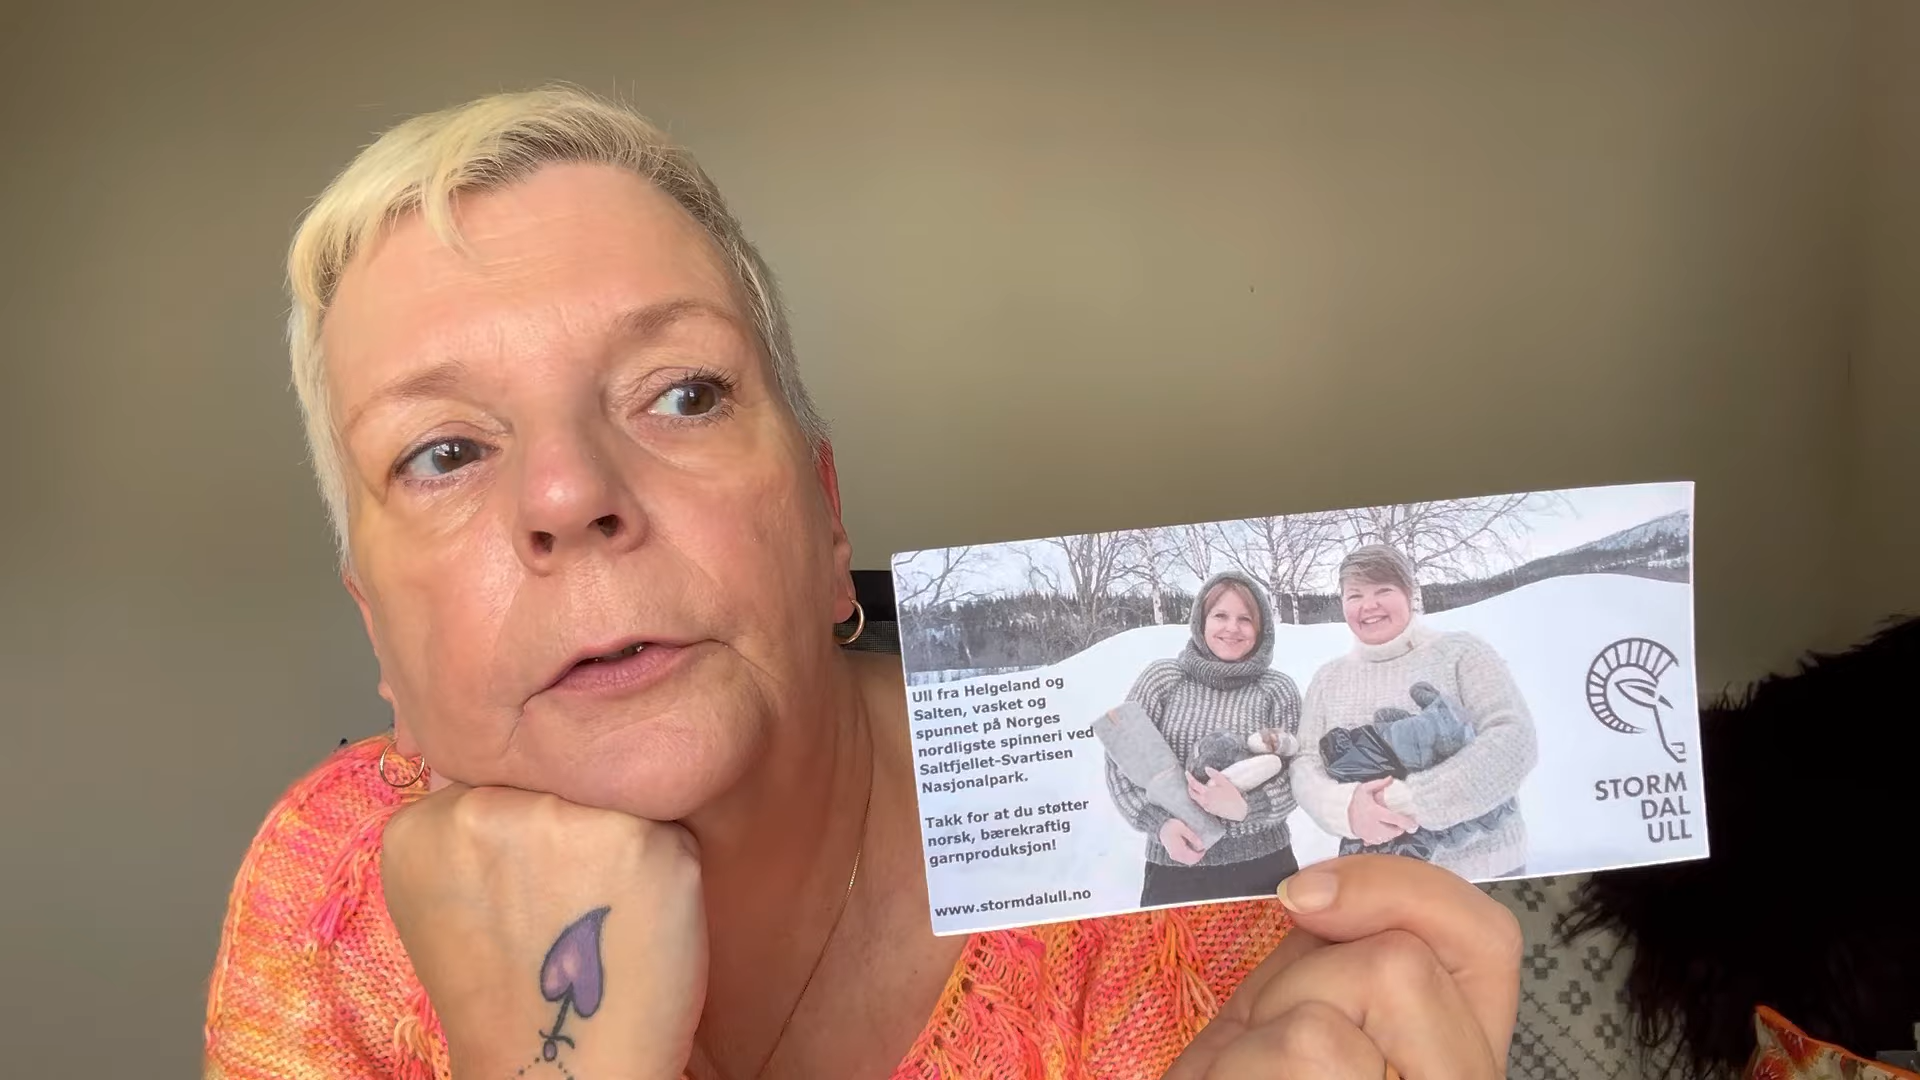 Ull fra Helgeland og
Salten, vasket og
spunnet på Norges
nordligste spinneri ved
Saltfjellet-Svartisen
Nasjonalpark.
Takk for at du støtter
norsk, bærekraftig
garnproduksjon!
www.stormdalull.no
STORM
DAL
ULL